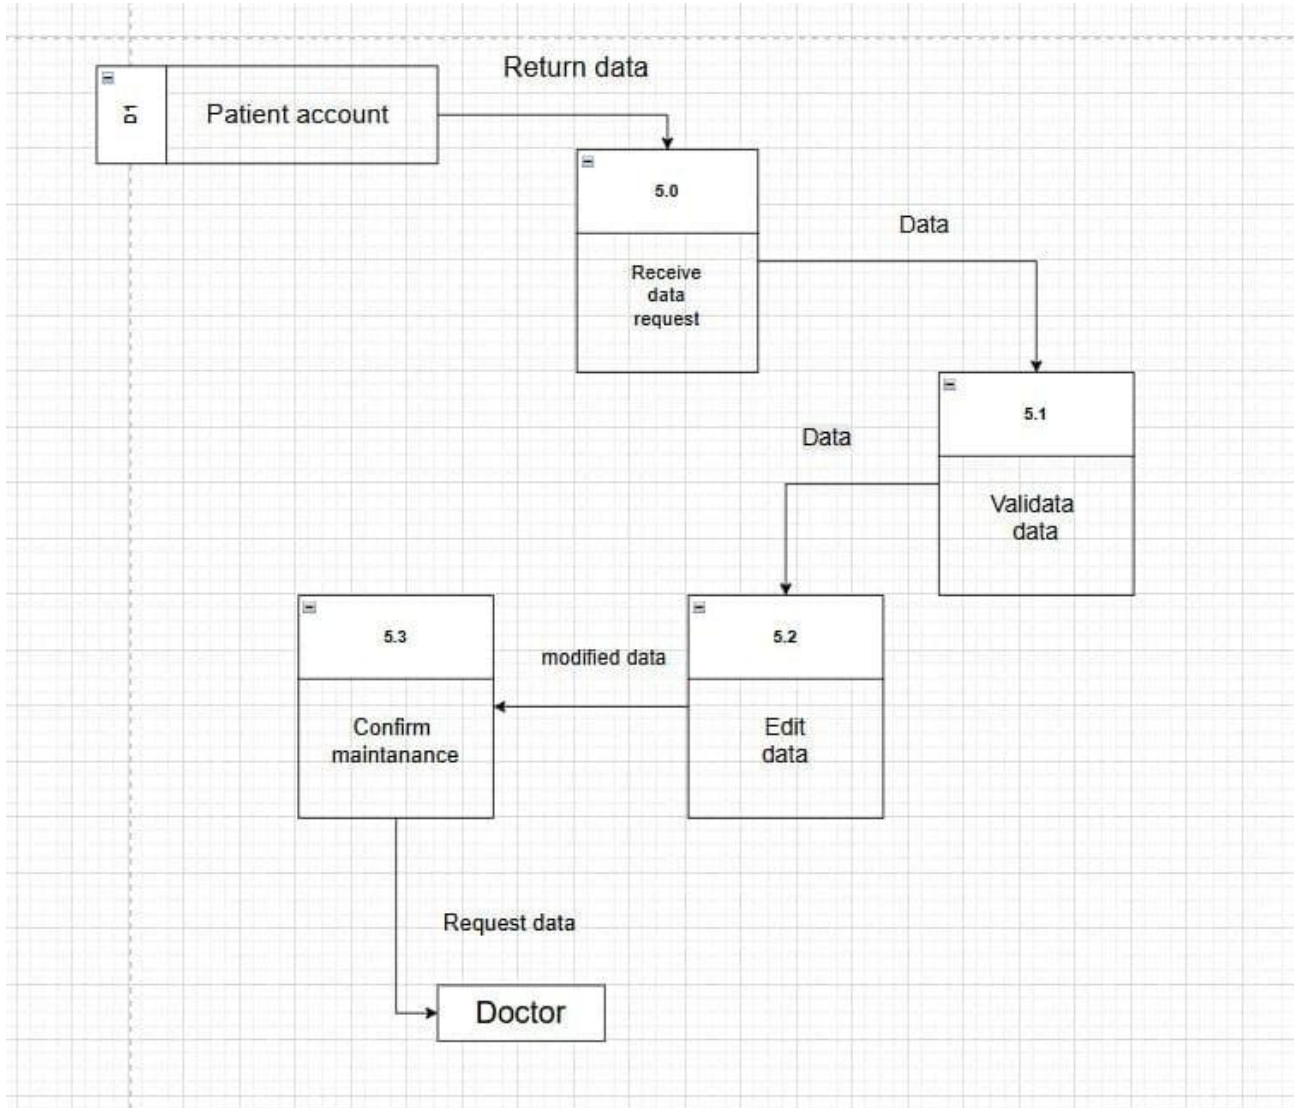 Return data
D1
Patient account
5.0
Receive
data
request
Data
5.1
Validata
data
Data
5.2
Edit
data
modified data
5.3
Confirm
maintanance
Request data
Doctor